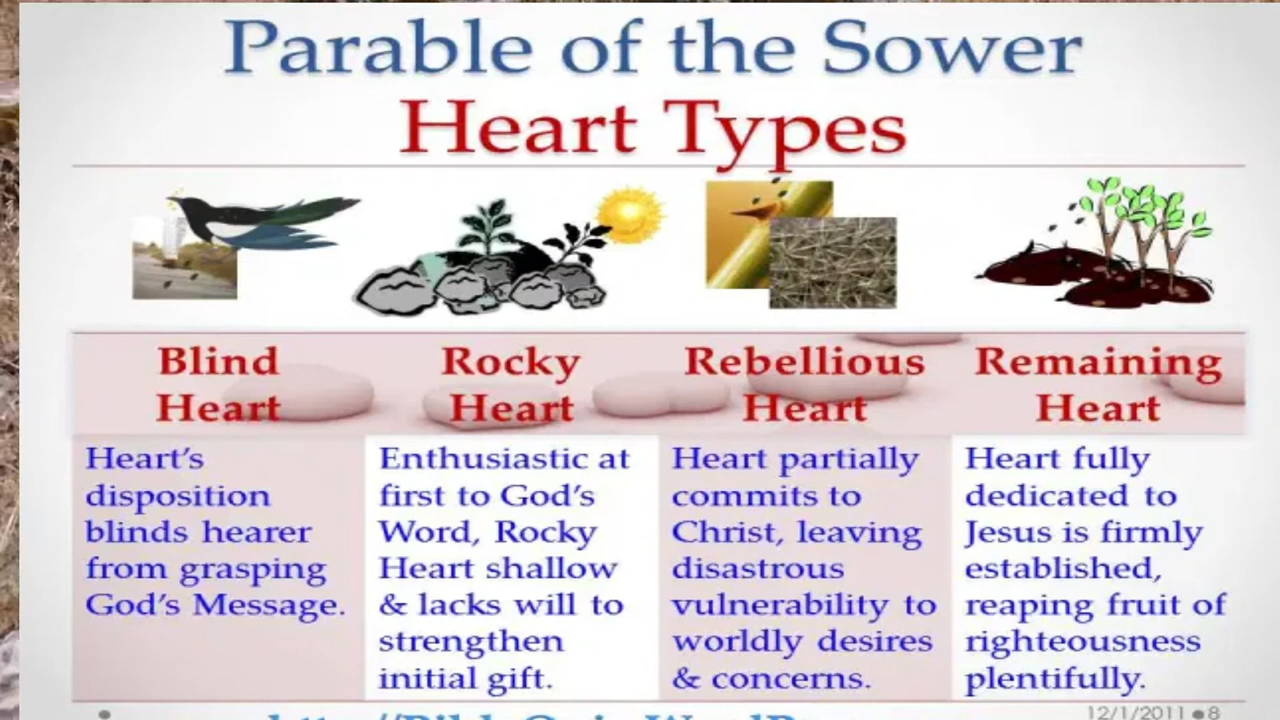 Parable of the Sower
Heart Types
Blind
Heart
Rocky
Heart
Rebellious
Heart
Remaining
Heart
Heart's
disposition
blinds hearer
from grasping
God's Message.
Enthusiastic at
first to God's
Word, Rocky
Heart shallow
& lacks will to
strengthen
initial gift.
Heart partially
commits to
Christ, leaving
disastrous
vulnerability to
worldly desires
& concerns.
Heart fully
dedicated to
Jesus is firmly
established,
reaping fruit of
righteousness
plentifully.
12/1/2011 ● 8